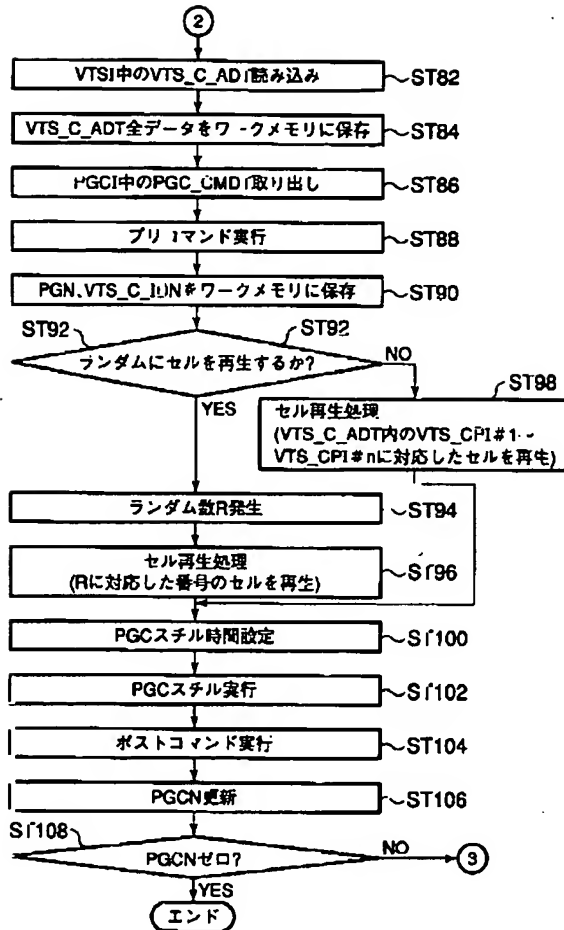 2
VTSI中のVTS_C_ADT読み込み
ST82
VTS_C_ADT全データをワークメモリに保存
ST84
PGCI中のPGC_CMDT取り出し
ST86
プリコマンド実行
ST88
PGN、VTS_C_IDNをワークメモリに保存
ST90
ST92
ST92
ランダムにセルを再生するか?
NO
YES
ST98
セル再生処理
(VTS_C_ADT内のVTS_CPI#1~
VTS_CPI#nに対応したセルを再生)
ランダム数R発生
ST94
セル再生処理
(Rに対応した番号のセルを再生)
ST96
PGCスチル時間設定
ST100
PGCスチル実行
ST102
ポストコマンド実行
ST104
PGCN更新
ST106
ST108
PGCNゼロ?
NO
3
YES
エンド